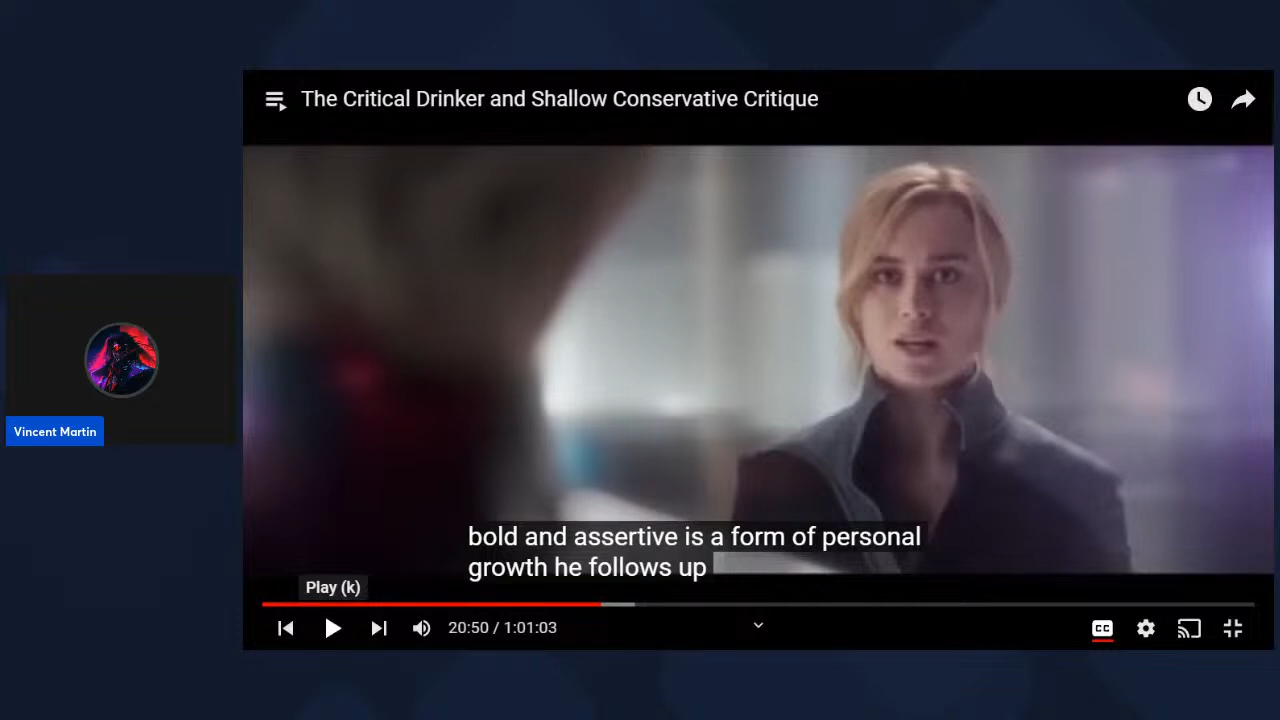 The Critical Drinker and Shallow Conservative Critique
Vincent Martin
bold and assertive is a form of personal
growth he follows up
Play (k)
20:50 / 1:01:03
CC